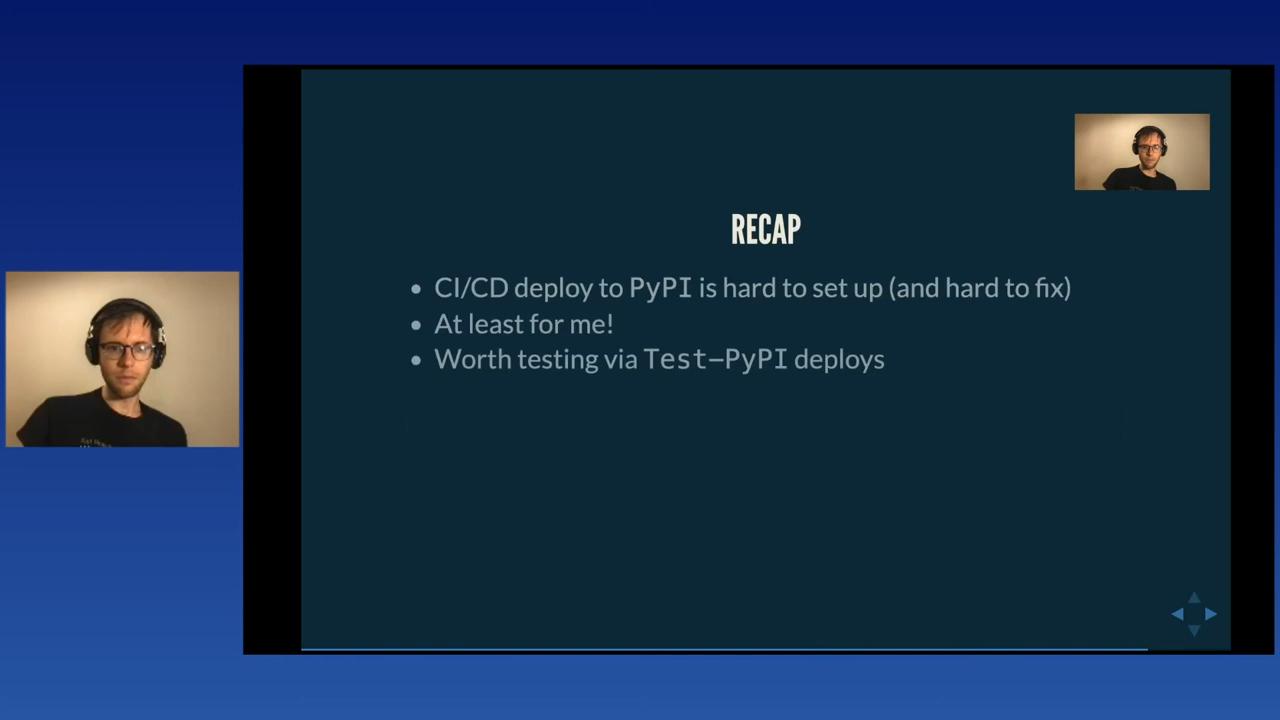 RECAP
CI/CD deploy to PyPI is hard to set up (and hard to fix)
At least for me!
Worth testing via Test-PyPI deploys